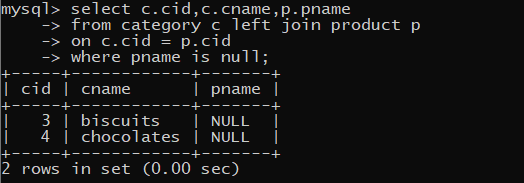 mysql> select c.cid,c.cname,p.pname
    -> from category c left join product p
    -> on c.cid = p.cid
    -> where pname is null;
+-----+------------+-------+
| cid | cname      | pname |
+-----+------------+-------+
|   3 | biscuits   | NULL  |
|   4 | chocolates | NULL  |
+-----+------------+-------+
2 rows in set (0.00 sec)